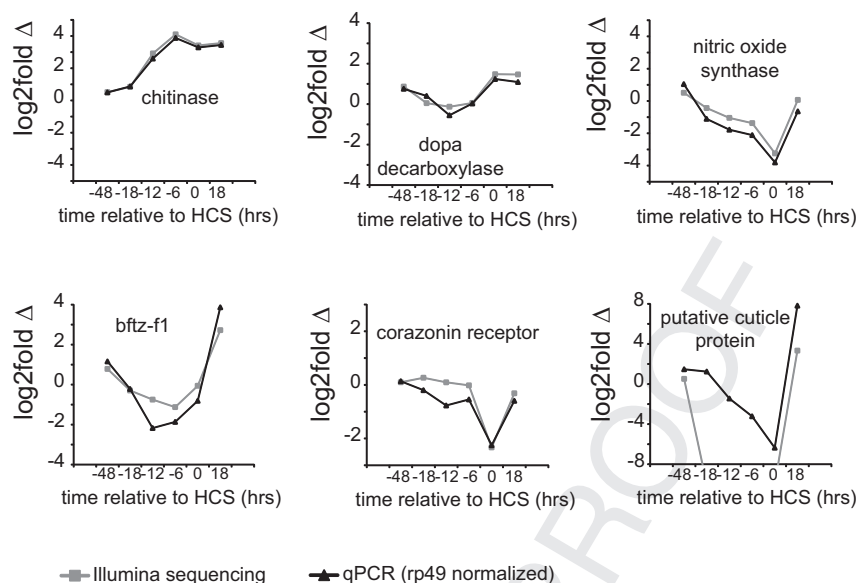 log2fold Δ
4
2
0
-2
-4
chitinase
-48 -18 -12 -6 0 18
time relative to HCS (hrs)
log2fold Δ
4
2
0
-2
-4
dopa
decarboxylase
-48 -18 -12 -6 0 18
time relative to HCS (hrs)
log2fold Δ
4
2
0
-2
-4
nitric oxide
synthase
-48 -18 -12 -6 0 18
time relative to HCS (hrs)
log2fold Δ
4
2
0
-2
-4
bftz-f1
-48 -18 -12 -6 0 18
time relative to HCS (hrs)
log2fold Δ
2
0
-2
corazonin receptor
-48 -18 -12 -6 0 18
time relative to HCS (hrs)
log2fold Δ
8
4
0
-4
-8
putative cuticle
protein
-48 -18 -12 -6 0 18
time relative to HCS (hrs)
PROOF
Illumina sequencing qPCR (rp49 normalized)